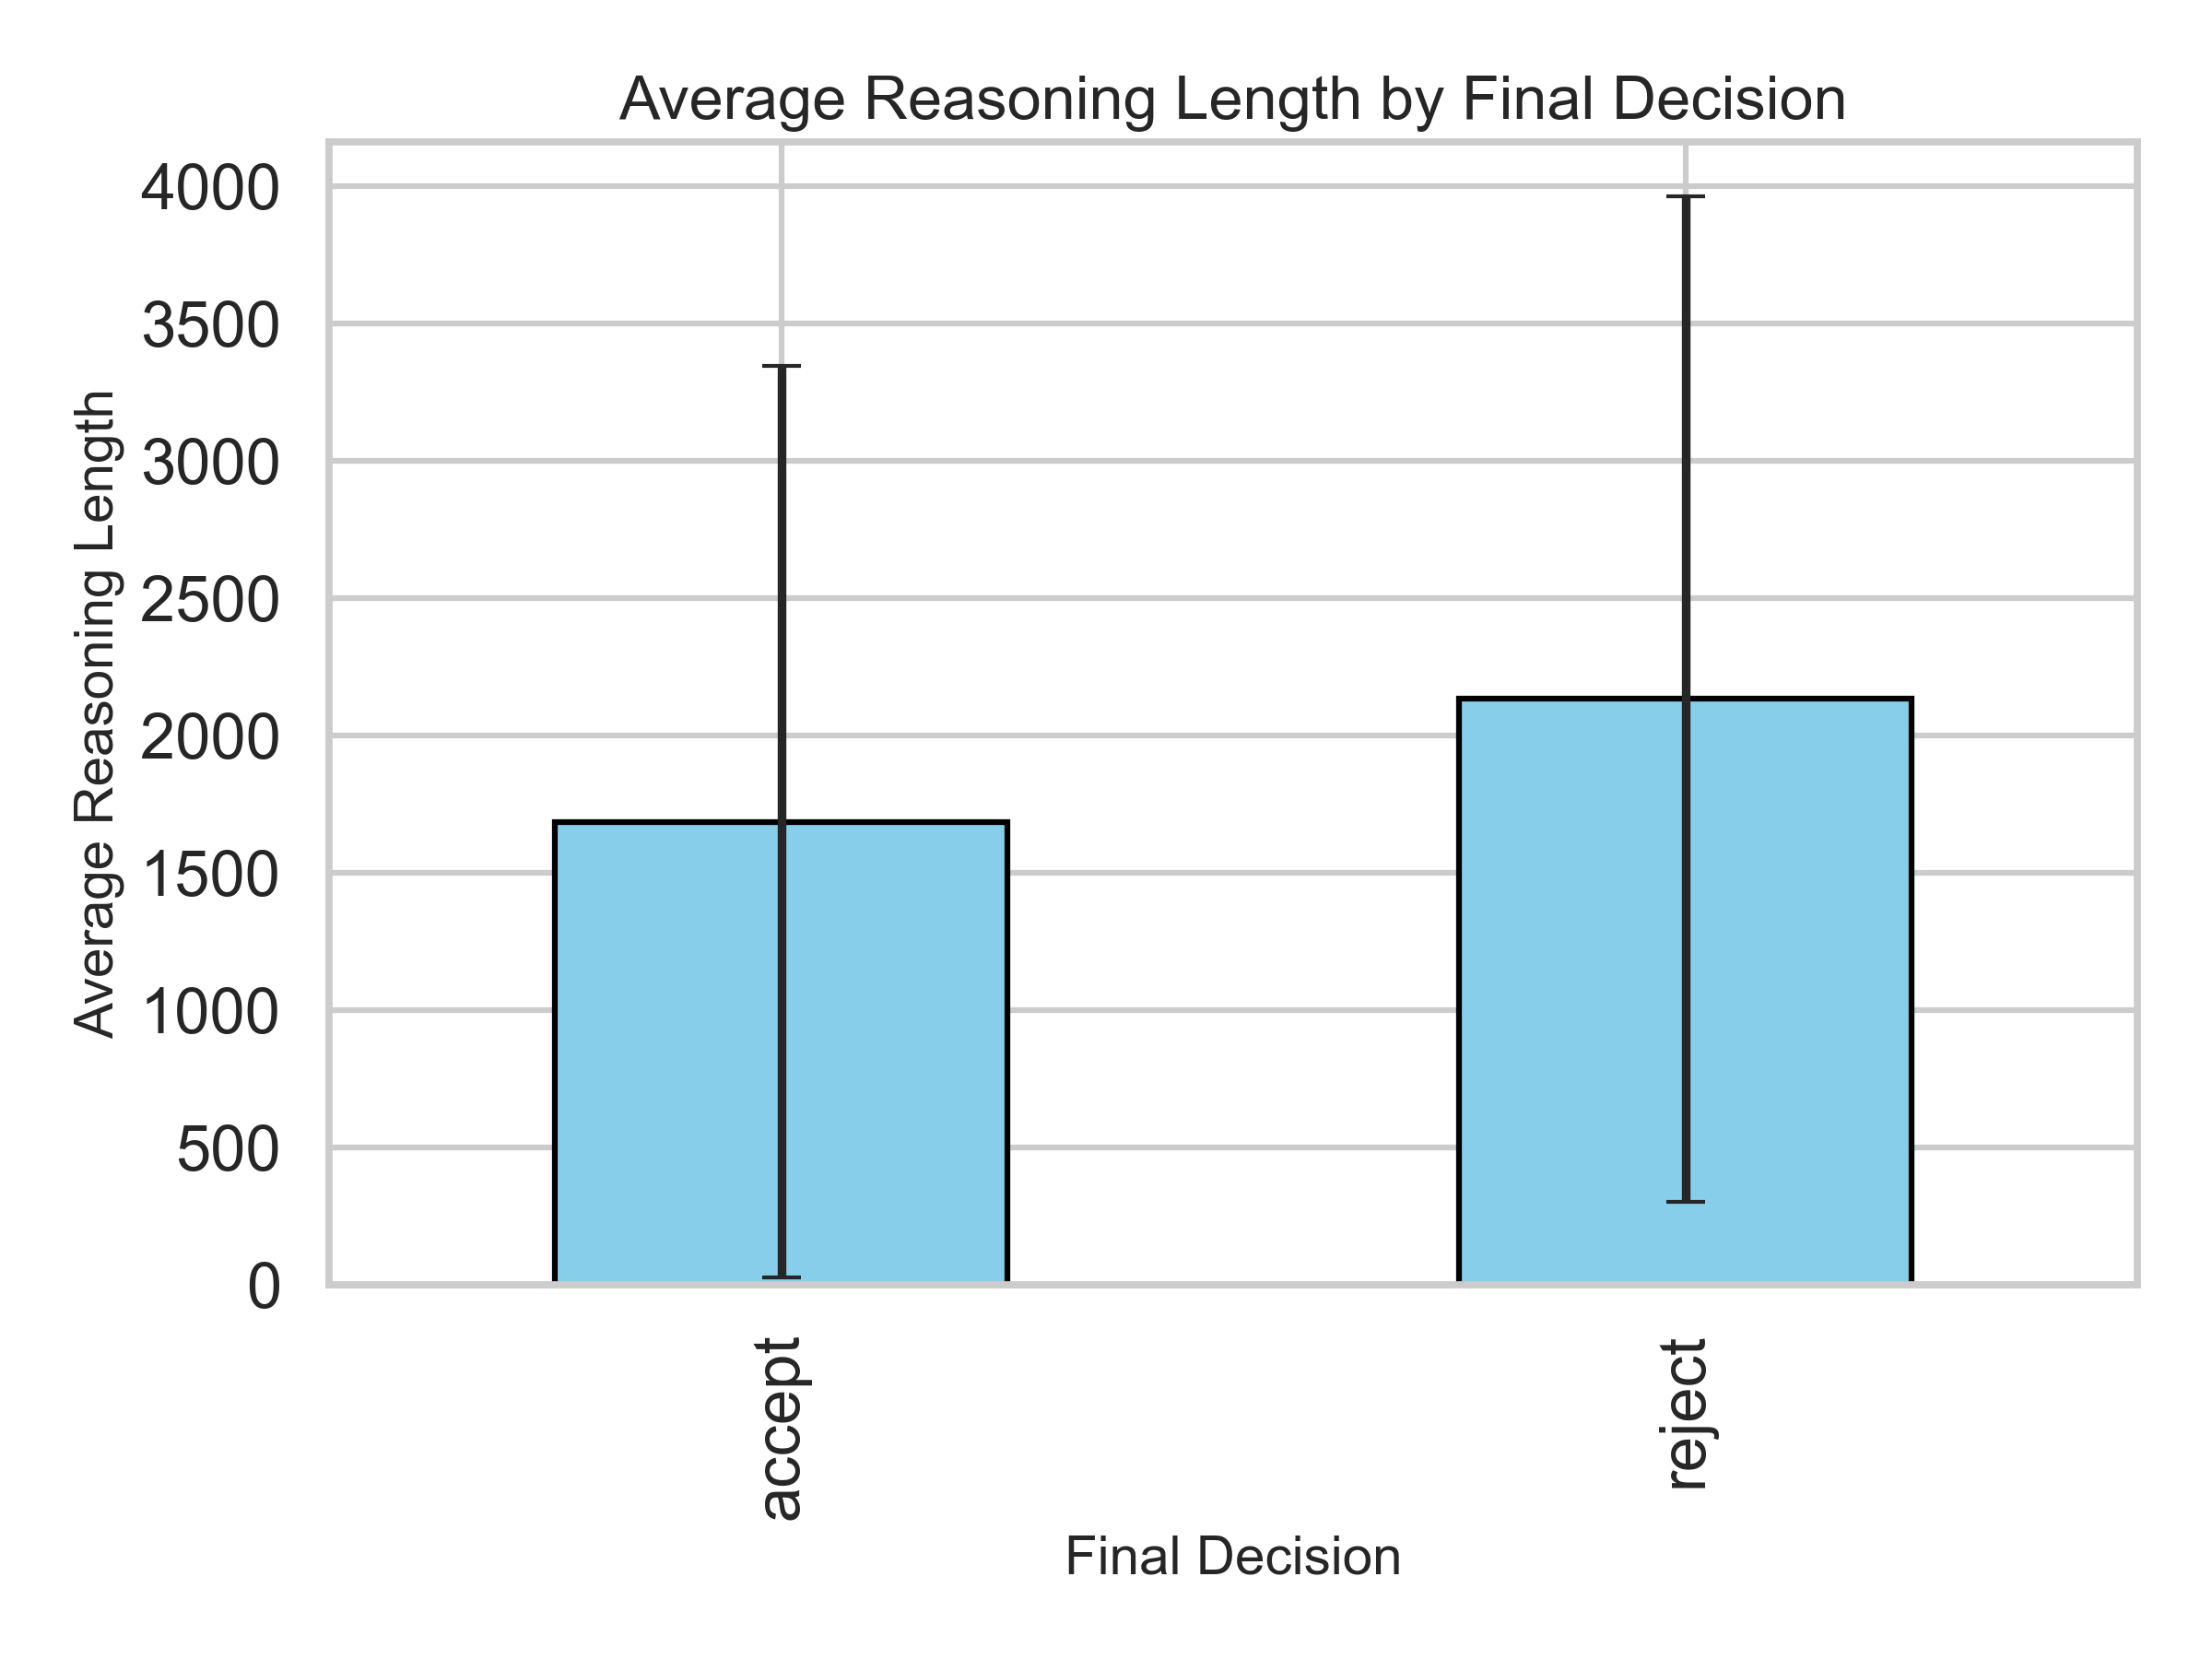 Average Reasoning Length by Final Decision
Average Reasoning Length
4000
3500
3000
2500
2000
1500
1000
500
0
accept
reject
Final Decision